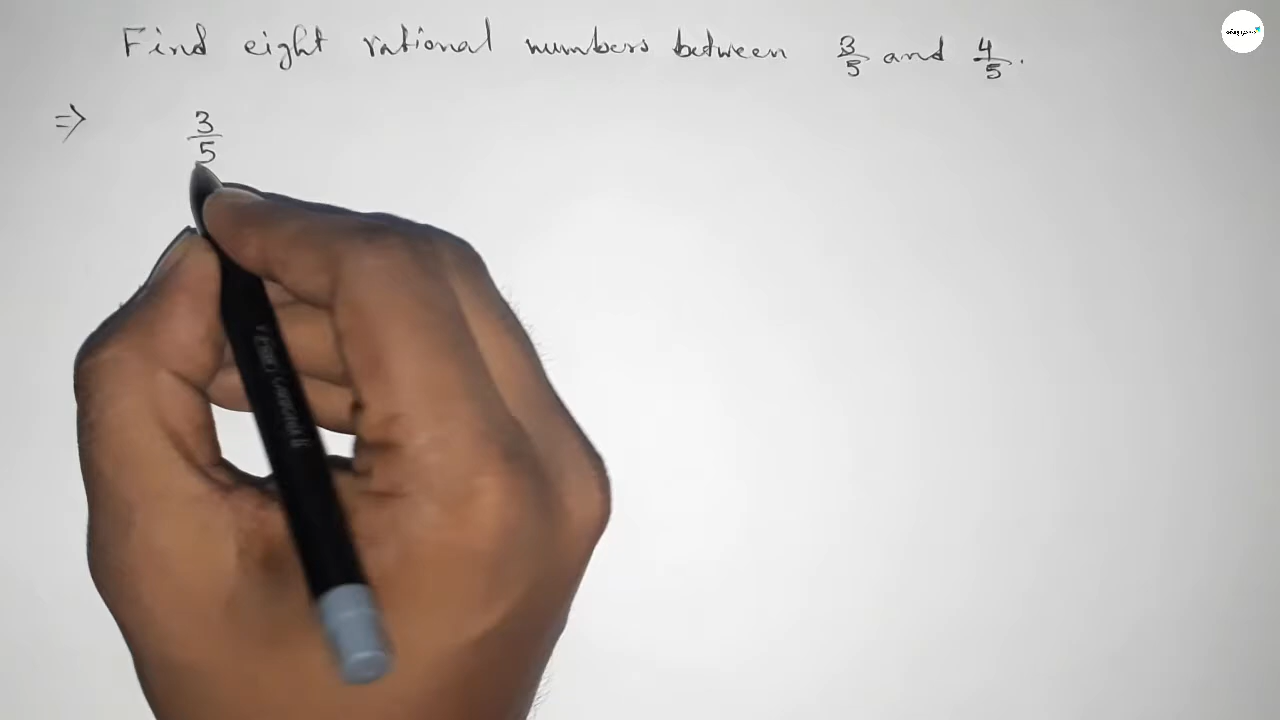 Find eight rational numbers between 3/5 and 4/5.
⇒ 3/5